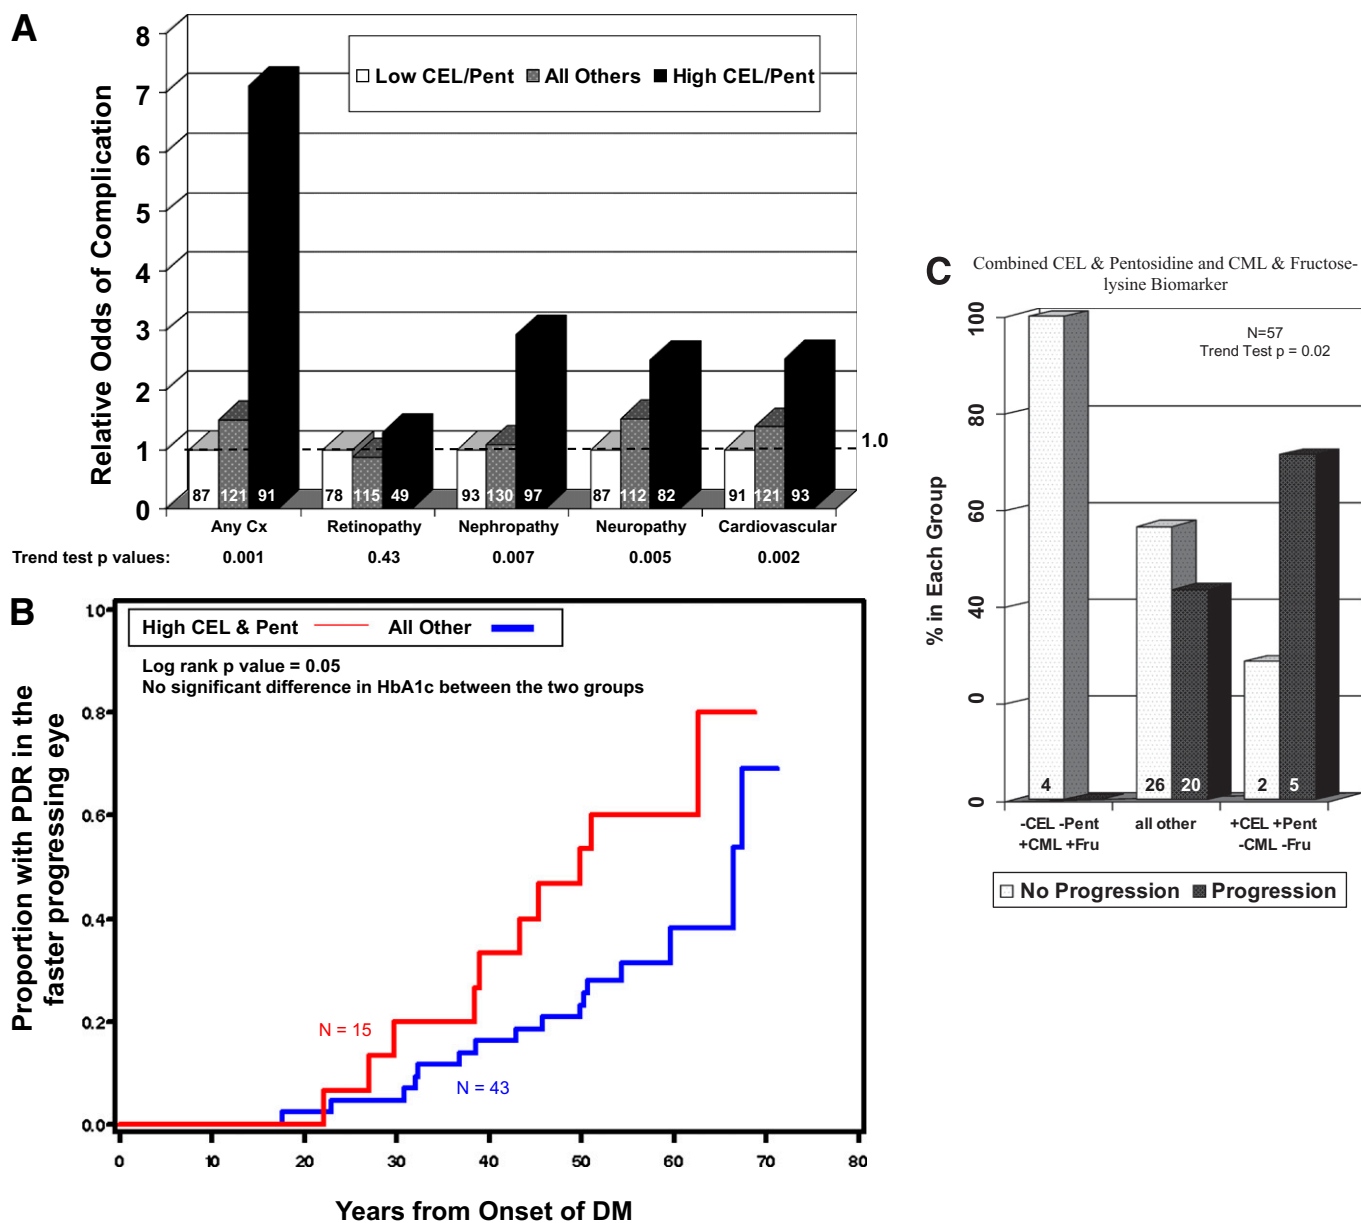 A
Relative Odds of Complication
8
7
6
5
4
3
2
1
0
Low CEL/Pent All Others High CEL/Pent
1.0
87 121 91 78 115 49 93 130 97 87 112 82 91 121 93
Any Cx Retinopathy Nephropathy Neuropathy Cardiovascular
Trend test p values: 0.001 0.43 0.007 0.005 0.002
B
Proportion with PDR in the
faster progressing eye
High CEL & Pent All Other
Log rank p value = 0.05
No significant difference in HbA1c between the two groups
1.0
0.8
0.6
0.4
0.2
0.0
N = 15
N = 43
0 10 20 30 40 50 60 70 80
Years from Onset of DM
C
Combined CEL & Pentosidine and CML & Fructose-
lysine Biomarker
N=57
Trend Test p = 0.02
% in Each Group
100
80
60
40
0
0
4 26 20 2 5
-CEL -Pent all other +CEL +Pent
+CML +Fru -CML -Fru
No Progression Progression